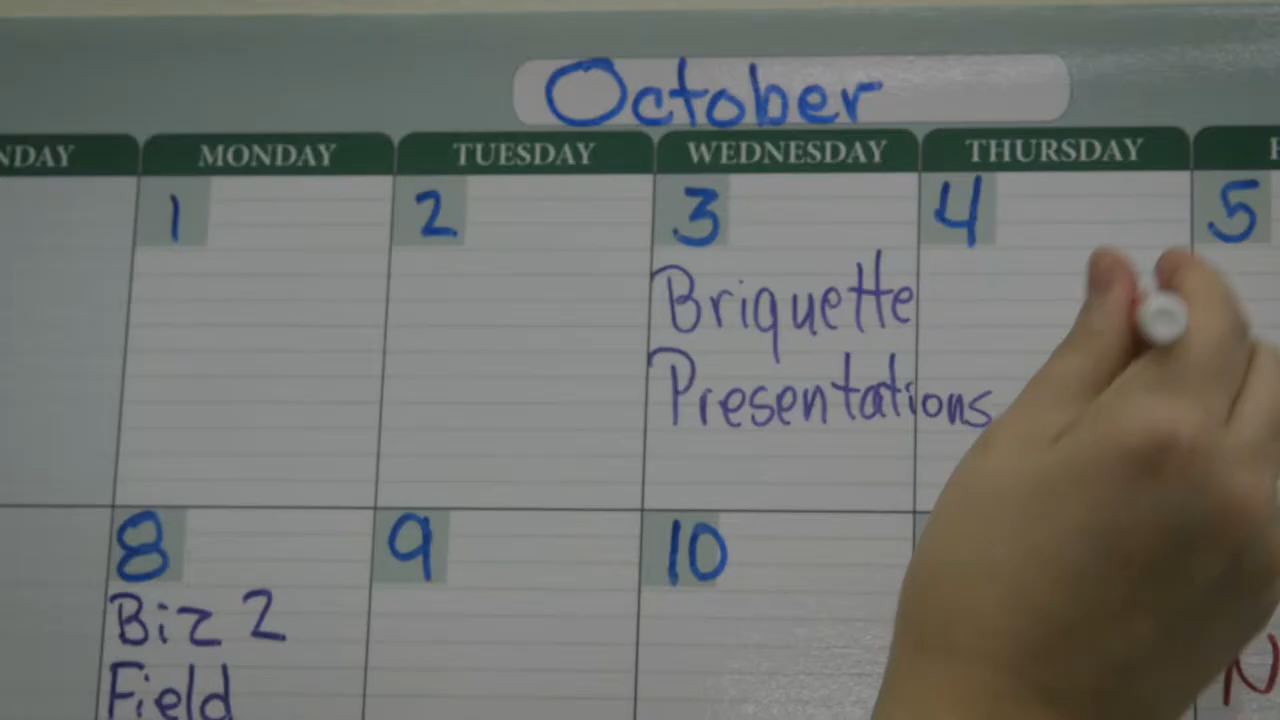 October
NDAY MONDAY TUESDAY WEDNESDAY THURSDAY
1 2 3 4 5
Briquette
Presentations
8 9 10
Biz 2
Field
N